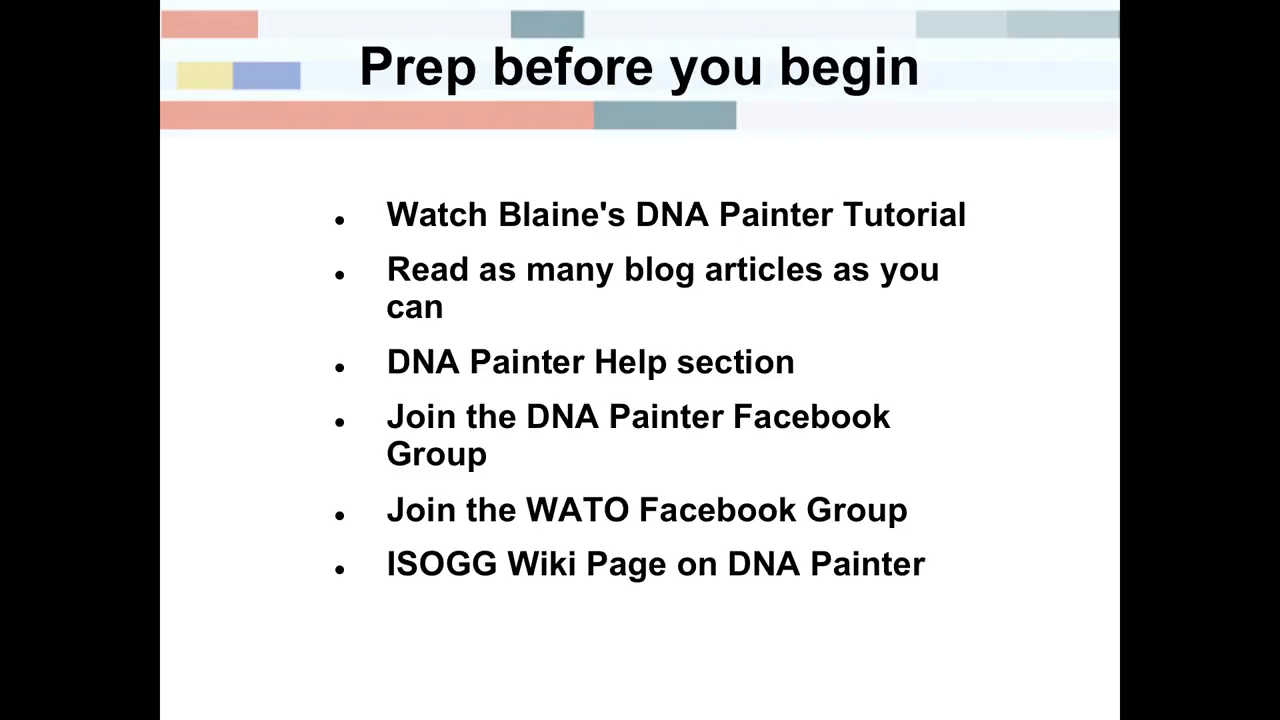 Prep before you begin
● Watch Blaine's DNA Painter Tutorial
● Read as many blog articles as you
can
● DNA Painter Help section
● Join the DNA Painter Facebook
Group
● Join the WATO Facebook Group
● ISOGG Wiki Page on DNA Painter